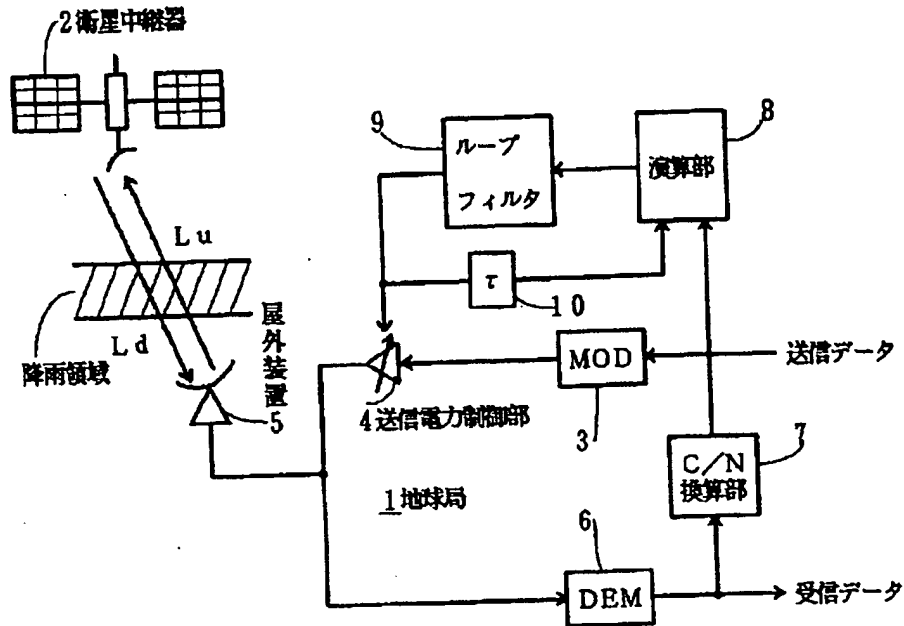 2 衛星中継器
9
ループ
フィルタ
8
演算部
Lu
τ
10
Ld
降雨領域
屋外装置
5
4 送信電力制御部
MOD
3
送信データ
7
C/N
換算部
1 地球局
6
DEM
受信データ